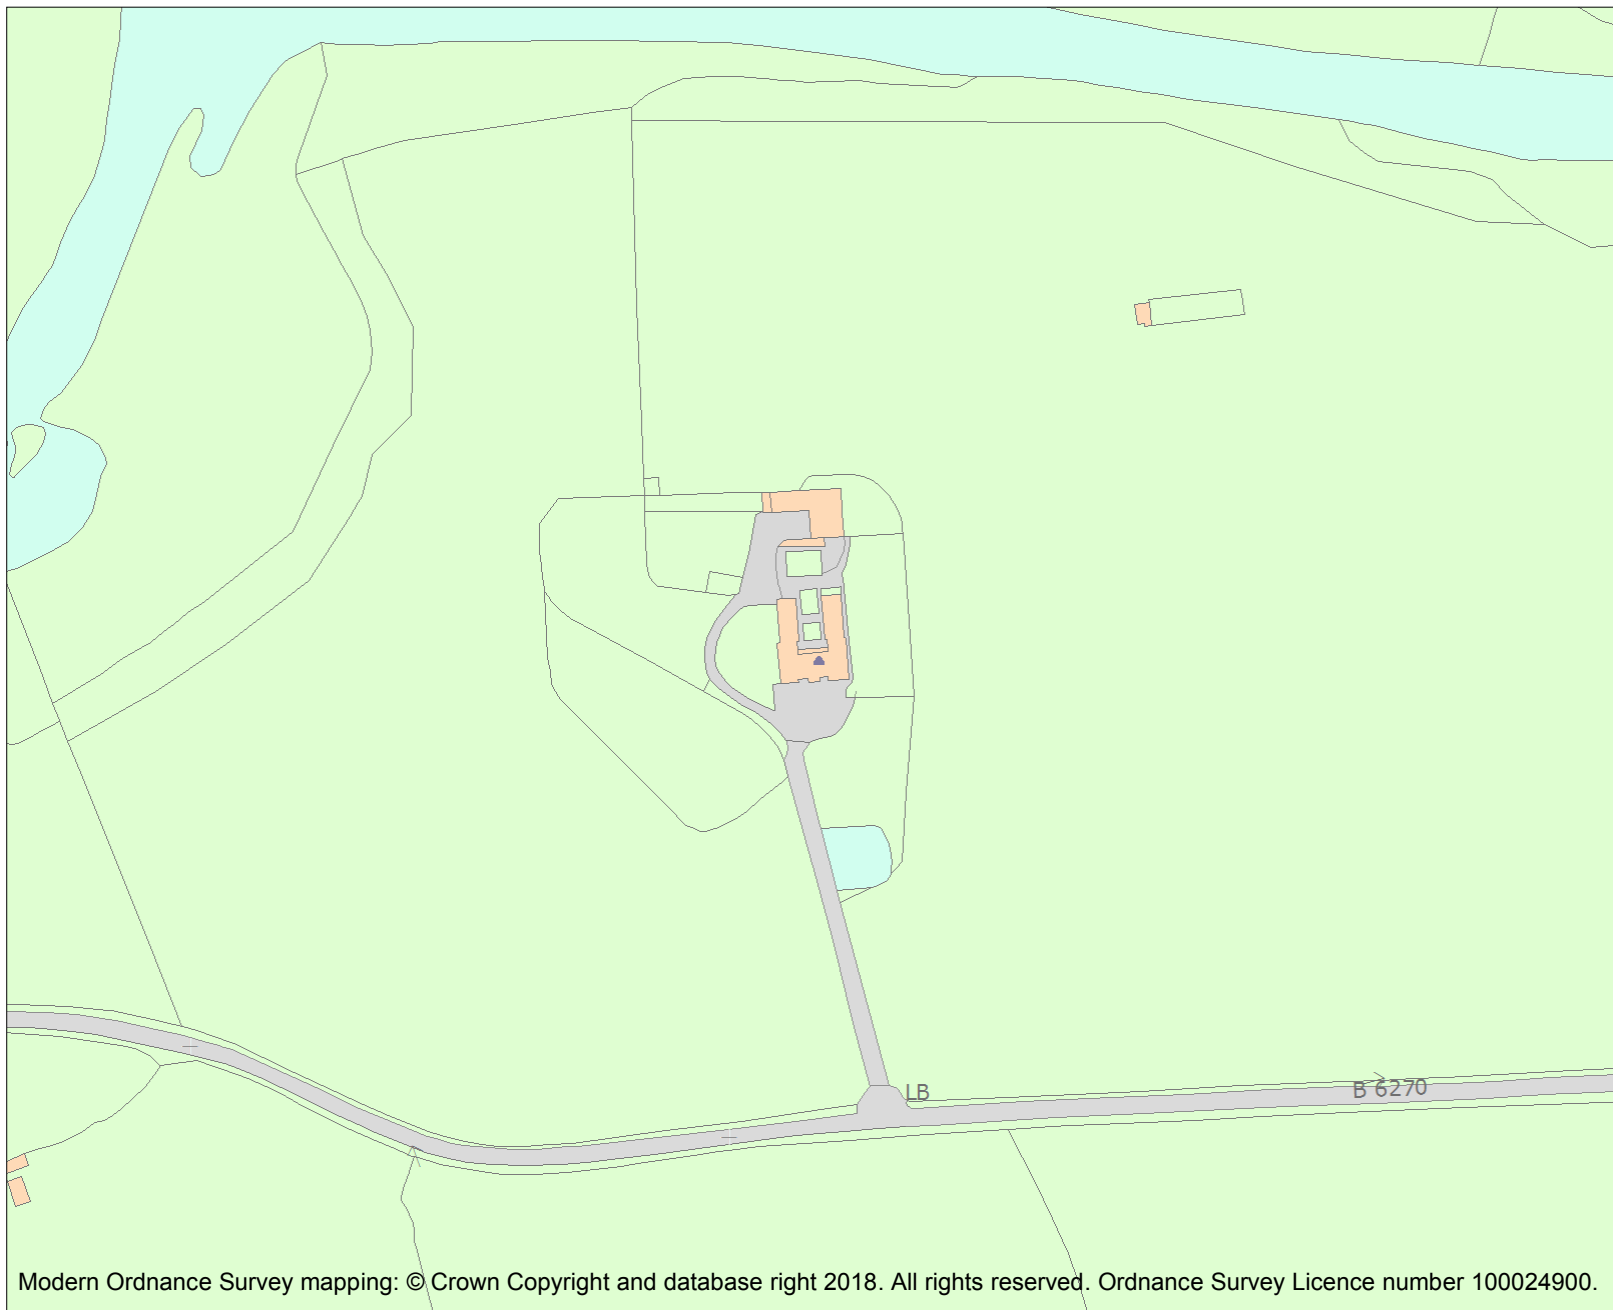 LB
B 6270
Modern Ordnance Survey mapping: © Crown Copyright and database right 2018. All rights reserved. Ordnance Survey Licence number 100024900.